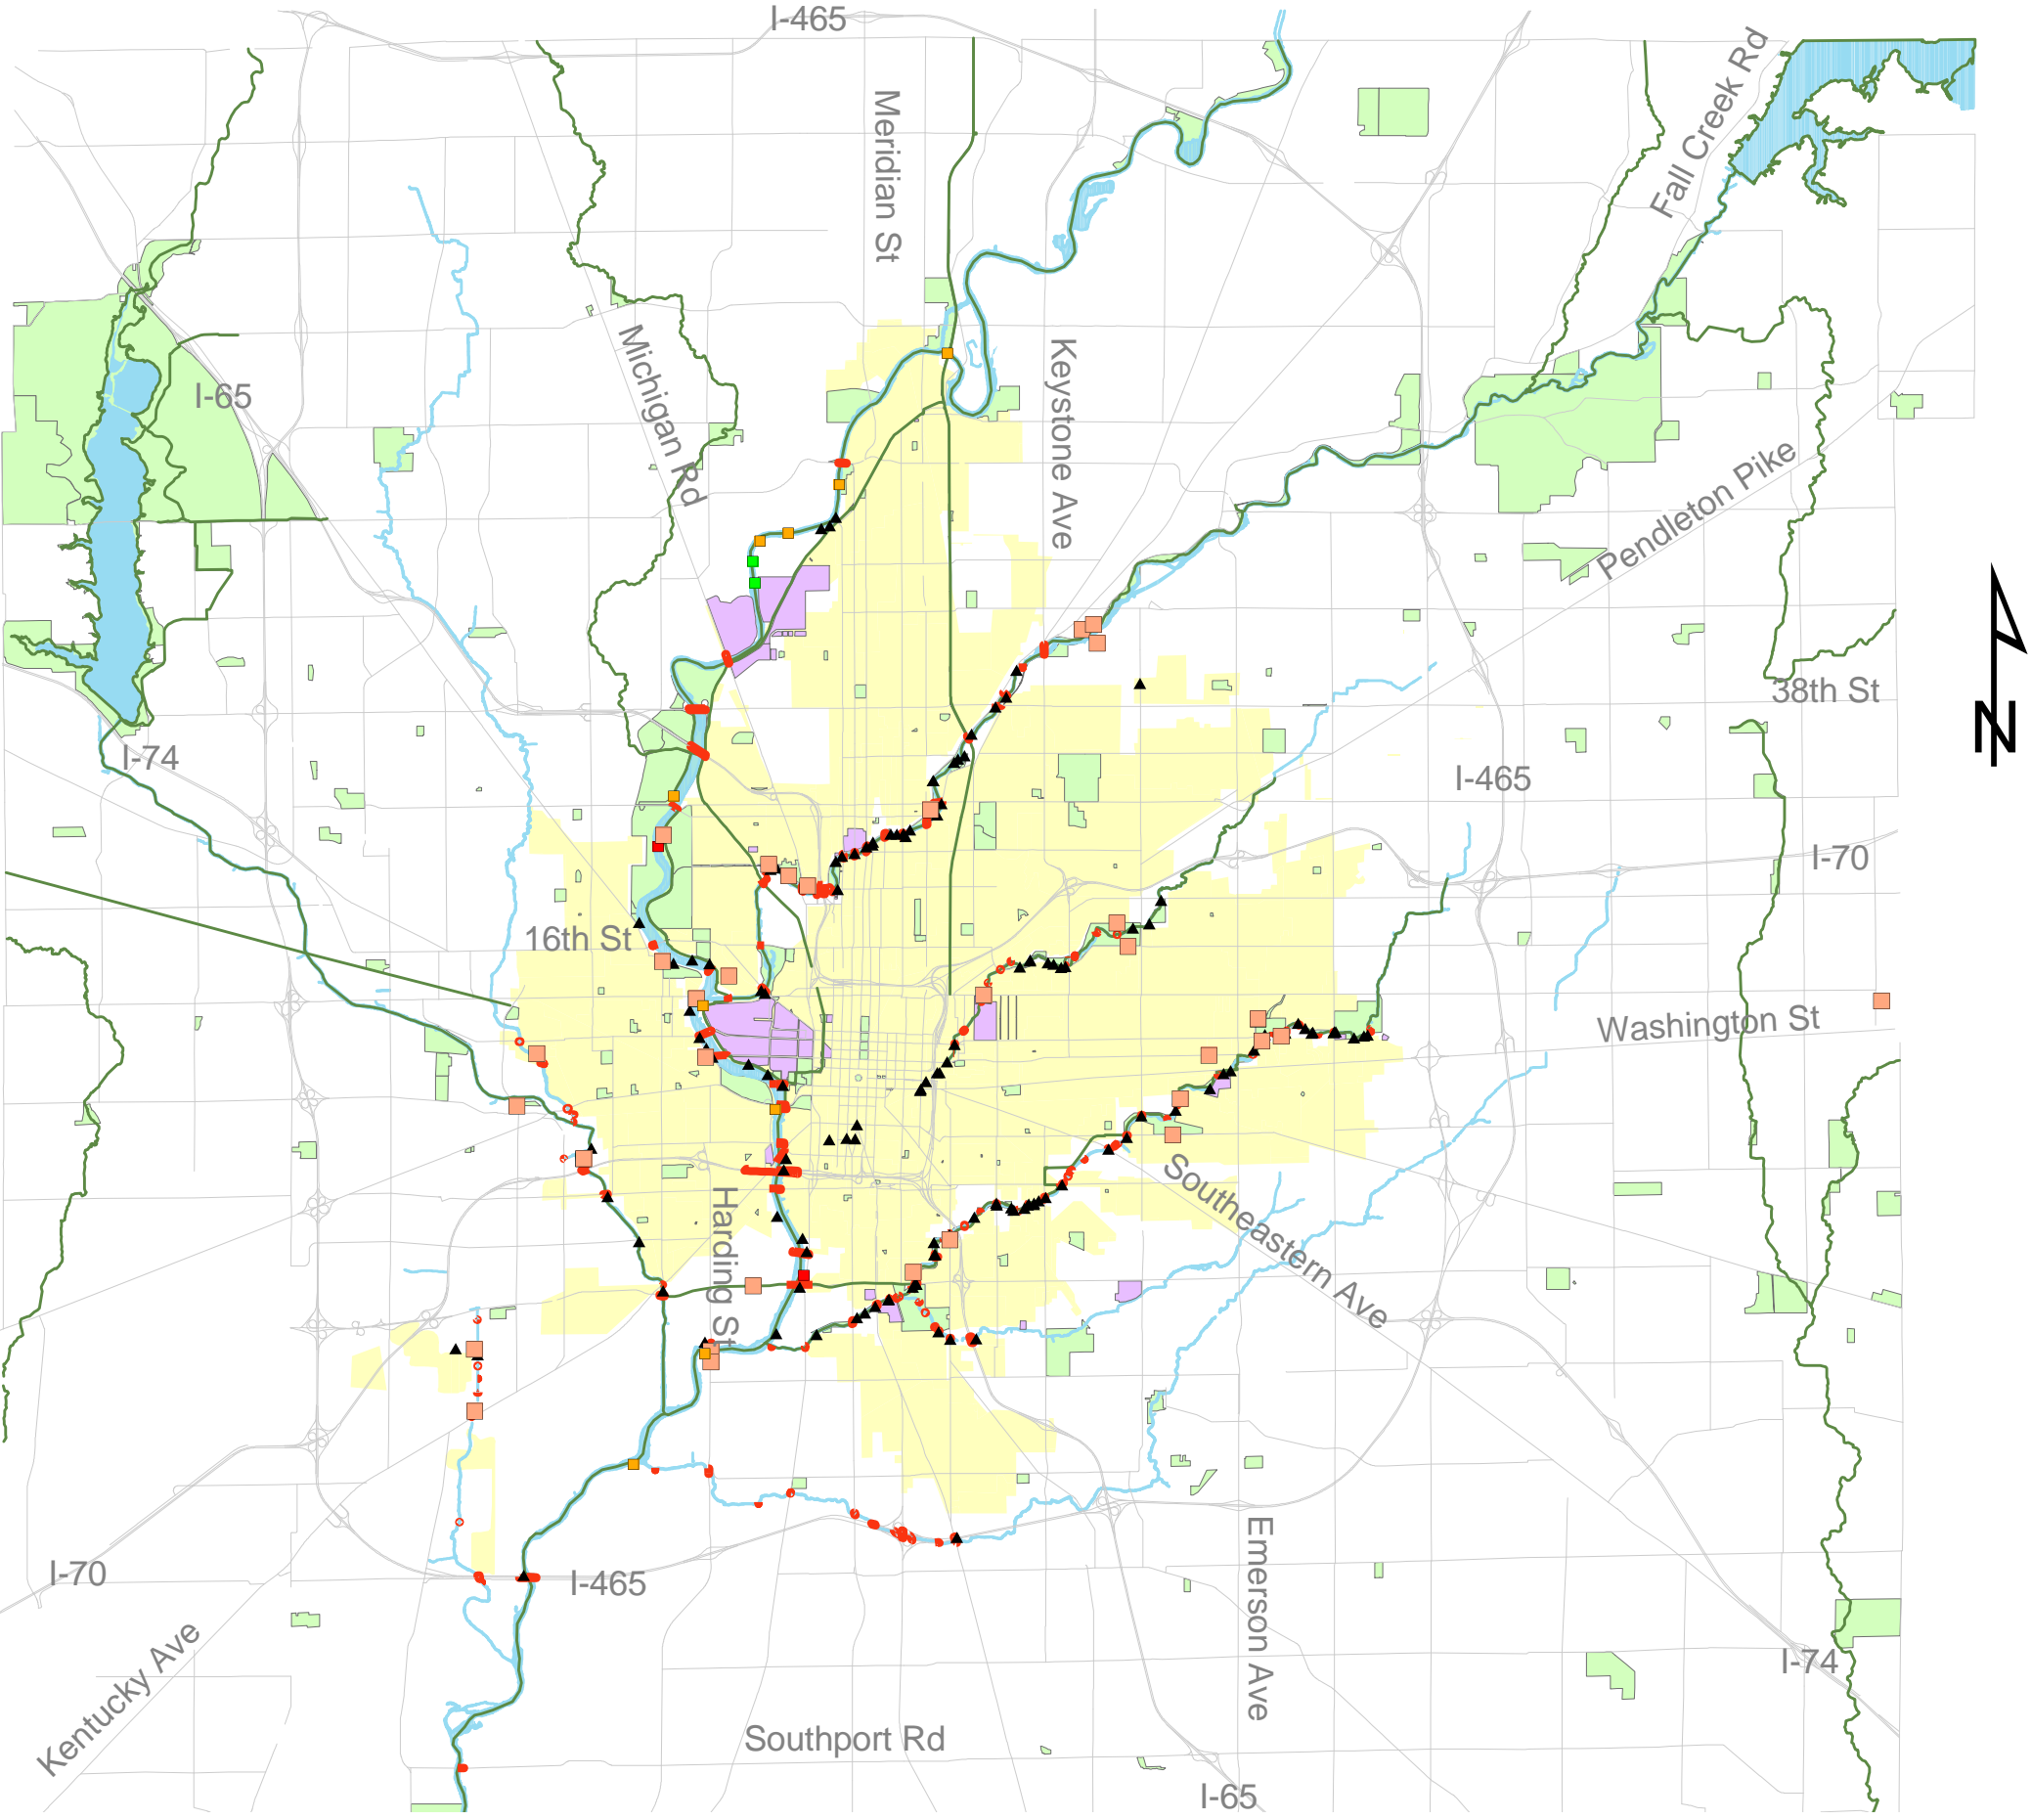 I-465
Meridian St
Fall Creek Rd
Michigan Rd
Keystone Ave
I-65
Pendleton Pike
38th St
N
I-74
I-465
I-70
16th St
Washington St
Harding St
Southeastern Ave
Emerson Ave
I-70
I-465
Kentucky Ave
I-74
Southport Rd
I-65